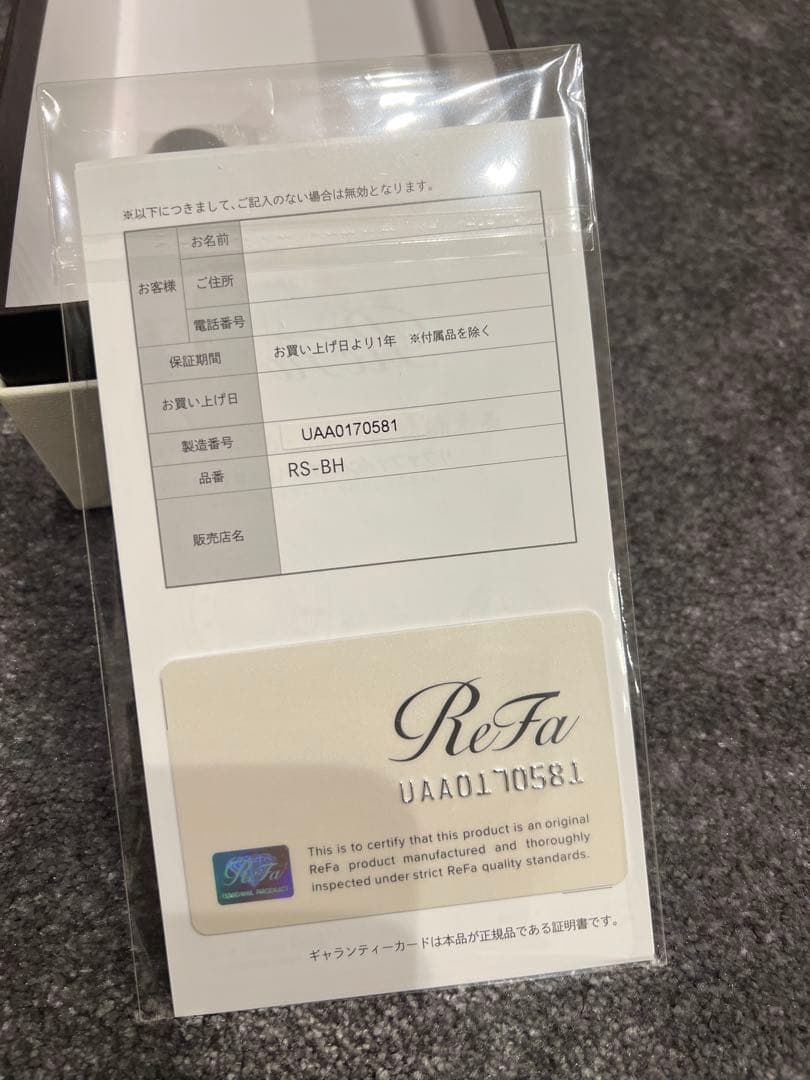 ※以下につきまして、ご記入のない場合は無効となります。
お客様
お名前
ご住所
電話番号
保証期間 お買い上げ日より1年 ※付属品を除く
お買い上げ日
製造番号 UAA0170581
品番 RS-BH
販売店名
ReFa
UAA0170581
This is to certify that this product is an original
ReFa product manufactured and thoroughly
inspected under strict ReFa quality standards.
ReFa
ORIGINAL PRODUCT
ギャランティーカードは本品が正規品である証明書です。